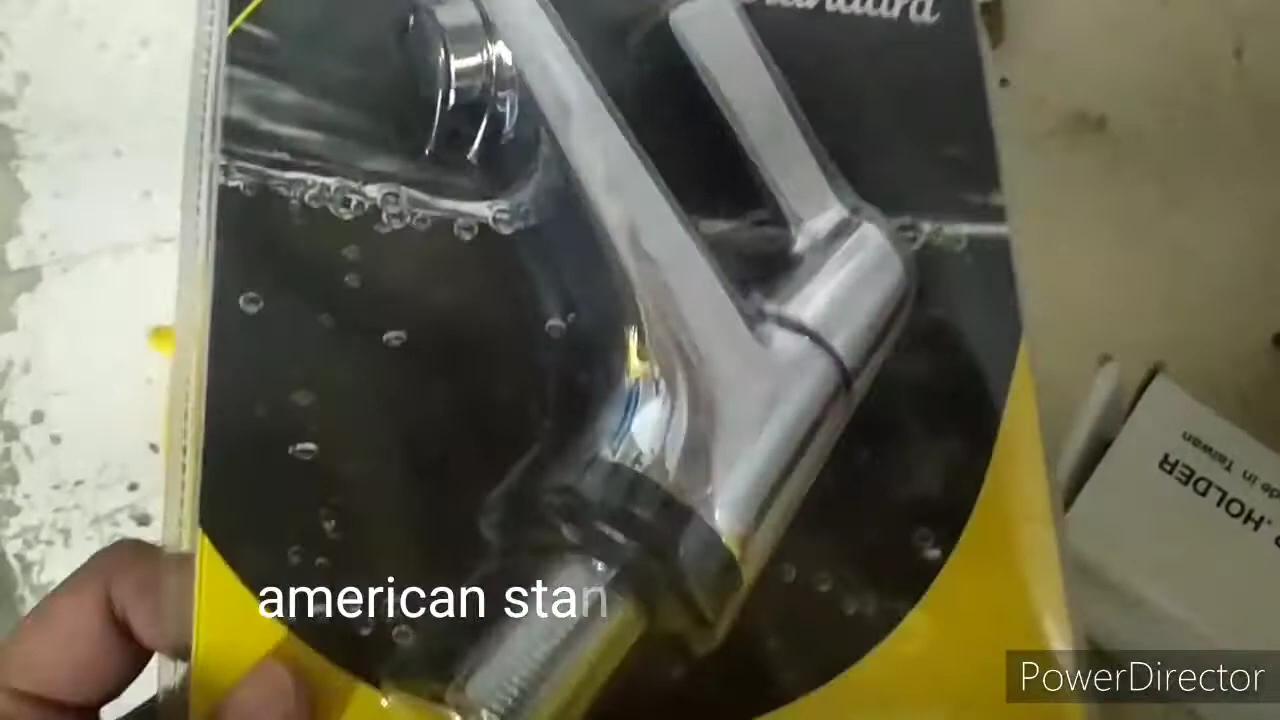 Standard
american stan
de in Taiwan
.HOLDER
PowerDirector